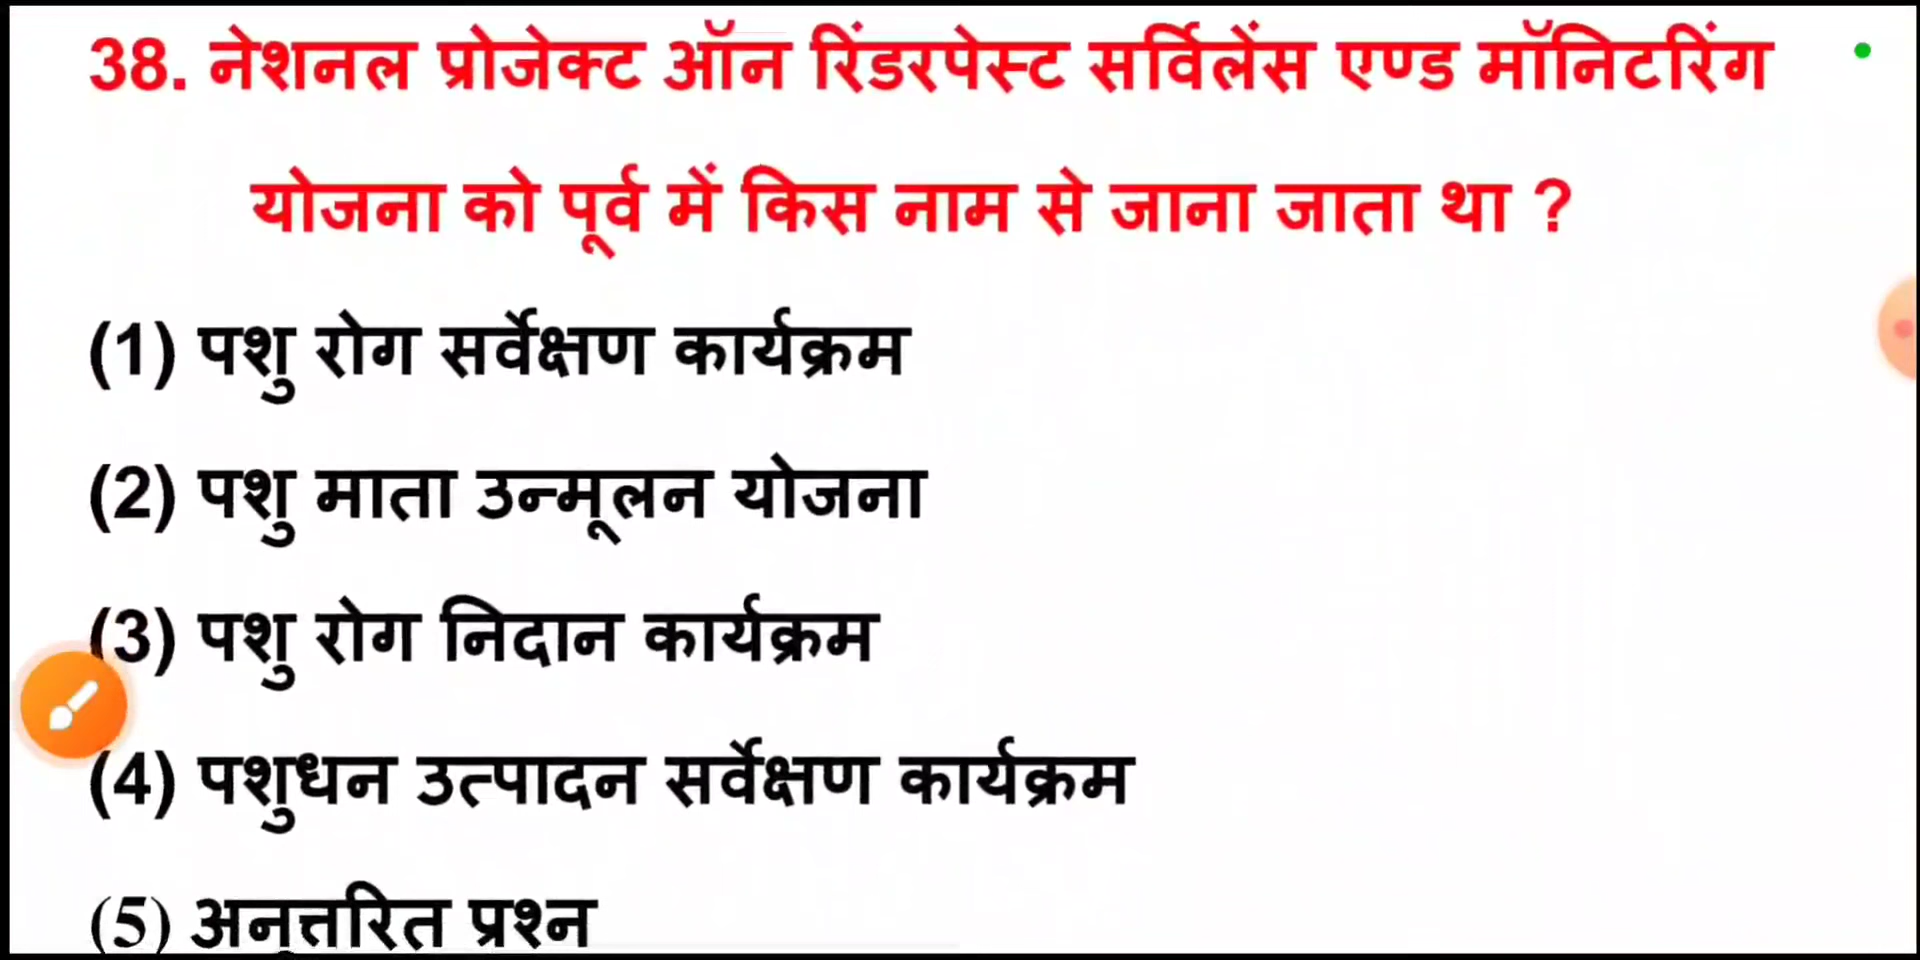 38. नेशनल प्रोजेक्ट ऑन रिंडरपेस्ट सर्विलेंस एण्ड मॉनिटरिंग
योजना को पूर्व में किस नाम से जाना जाता था ?
(1) पशु रोग सर्वेक्षण कार्यक्रम
(2) पशु माता उन्मूलन योजना
(3) पशु रोग निदान कार्यक्रम
(4) पशुधन उत्पादन सर्वेक्षण कार्यक्रम
(5) अनुत्तरित प्रश्न